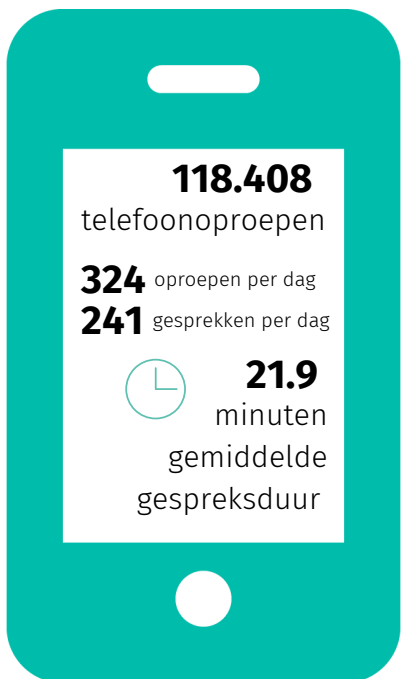 118.408
telefoonoproepen
324 oproepen per dag
241 gesprekken per dag
21.9
minuten
gemiddelde
gespreksduur